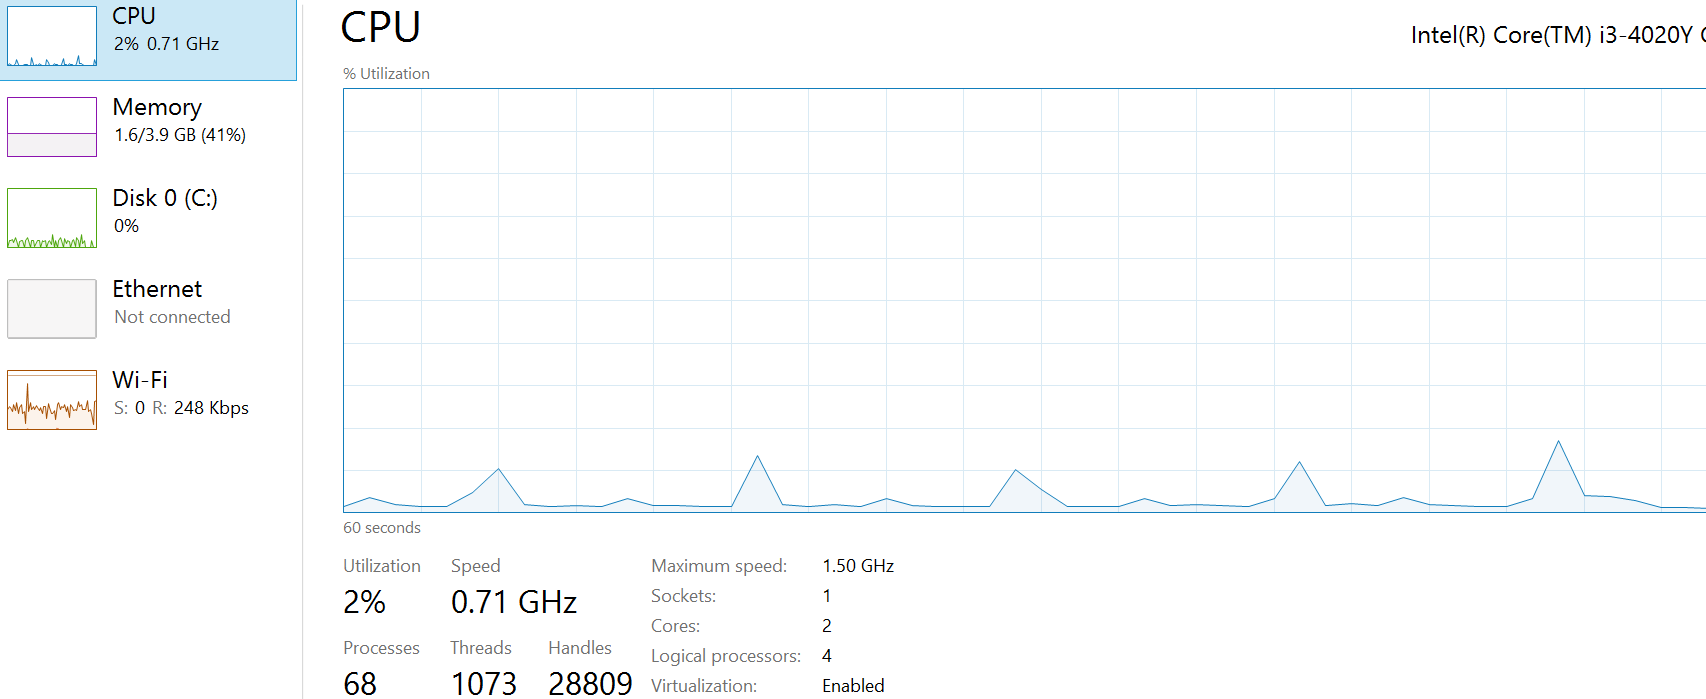 CPU
2% 0.71 GHz
Memory
1.6/3.9 GB (41%)
Disk 0 (C:)
0%
Ethernet
Not connected
Wi-Fi
S: 0 R: 248 Kbps
CPU
Intel(R) Core(TM) i3-4020Y
% Utilization
60 seconds
Utilization
Speed
2%
0.71 GHz
Processes
Threads
Handles
68
1073
28809
Maximum speed: 1.50 GHz
Sockets: 1
Cores: 2
Logical processors: 4
Virtualization: Enabled